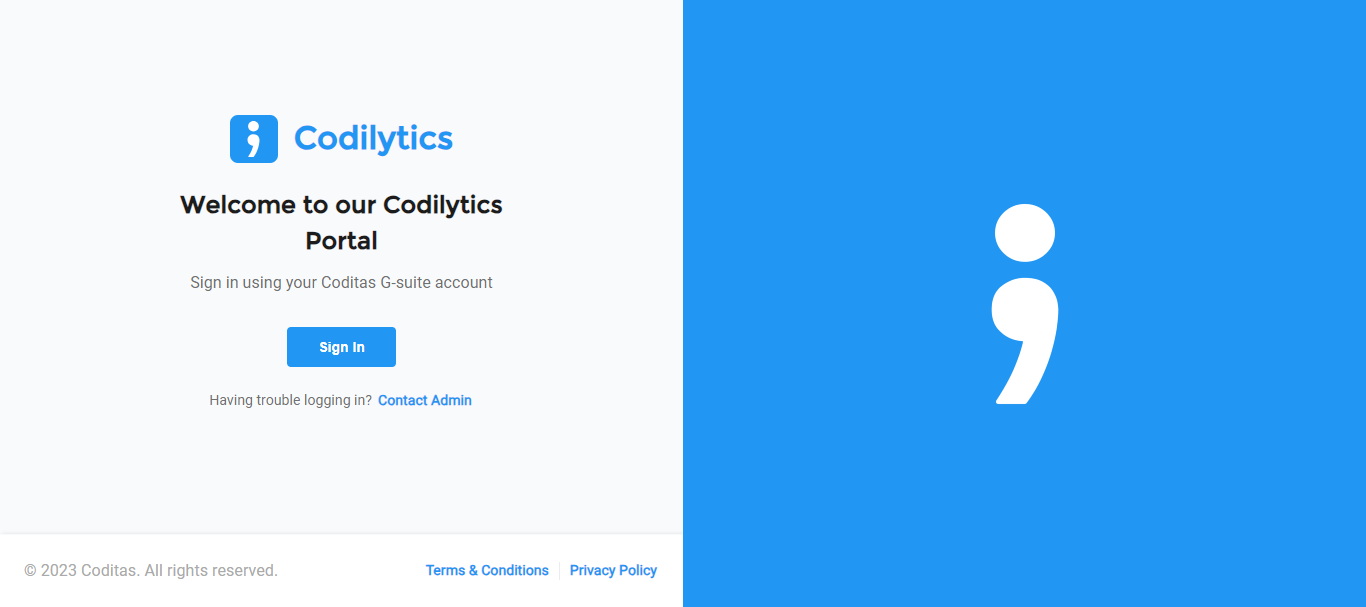 Codilytics
Welcome to our Codilytics
Portal
Sign in using your Coditas G-suite account
Sign In
Having trouble logging in? Contact Admin
© 2023 Coditas. All rights reserved.
Terms & Conditions
Privacy Policy